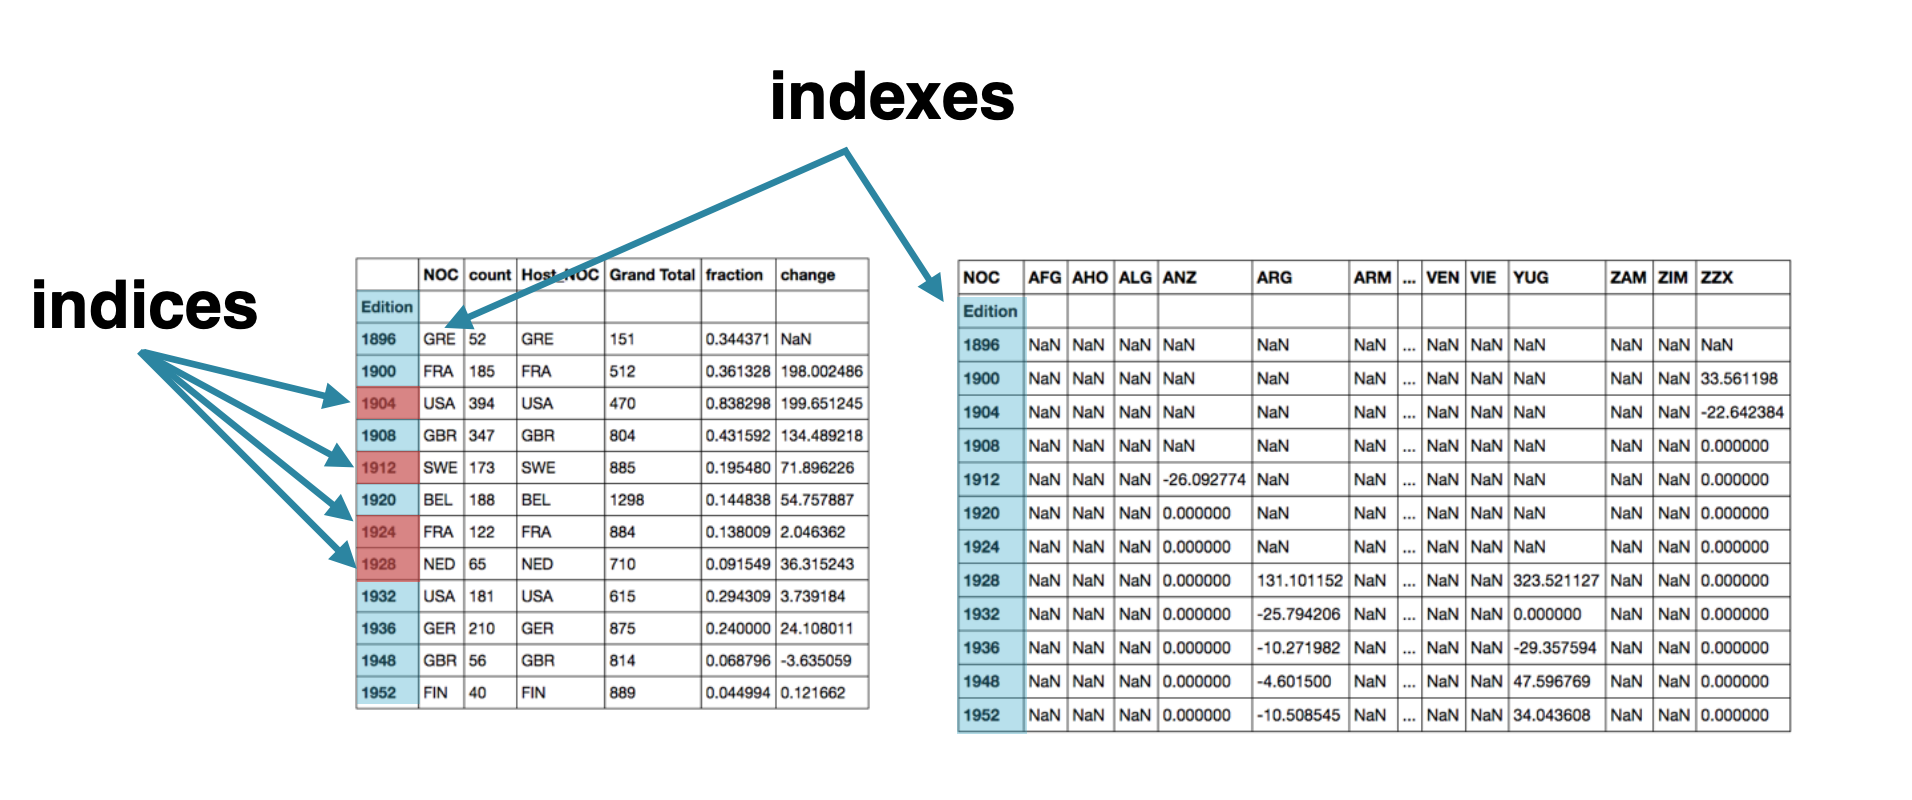 indexes
indices
NOC count Host_NOC Grand Total fraction change
Edition
1896 GRE 52 GRE 151 0.344371 NaN
1900 FRA 185 FRA 512 0.361328 198.002486
1904 USA 394 USA 470 0.838298 199.651245
1908 GBR 347 GBR 804 0.431592 134.489218
1912 SWE 173 SWE 885 0.195480 71.896226
1920 BEL 188 BEL 1298 0.144838 54.757887
1924 FRA 122 FRA 884 0.138009 2.046362
1928 NED 65 NED 710 0.091549 36.315243
1932 USA 181 USA 615 0.294309 3.739184
1936 GER 210 GER 875 0.240000 24.108011
1948 GBR 56 GBR 814 0.068796 -3.635059
1952 FIN 40 FIN 889 0.044994 0.121662
NOC AFG AHO ALG ANZ ARG ARM ... VEN VIE YUG ZAM ZIM ZZX
Edition
1896 NaN NaN NaN NaN NaN NaN ... NaN NaN NaN NaN NaN NaN
1900 NaN NaN NaN NaN NaN NaN ... NaN NaN NaN NaN NaN 33.561198
1904 NaN NaN NaN NaN NaN NaN ... NaN NaN NaN NaN NaN -22.642384
1908 NaN NaN NaN NaN NaN NaN ... NaN NaN NaN NaN NaN 0.000000
1912 NaN NaN NaN -26.092774 NaN NaN ... NaN NaN NaN NaN NaN 0.000000
1920 NaN NaN NaN 0.000000 NaN NaN ... NaN NaN NaN NaN NaN 0.000000
1924 NaN NaN NaN 0.000000 NaN NaN ... NaN NaN NaN NaN NaN 0.000000
1928 NaN NaN NaN 0.000000 131.101152 NaN ... NaN NaN 323.521127 NaN NaN 0.000000
1932 NaN NaN NaN 0.000000 -25.794206 NaN ... NaN NaN 0.000000 NaN NaN 0.000000
1936 NaN NaN NaN 0.000000 -10.271982 NaN ... NaN NaN -29.357594 NaN NaN 0.000000
1948 NaN NaN NaN 0.000000 -4.601500 NaN ... NaN NaN 47.596769 NaN NaN 0.000000
1952 NaN NaN NaN 0.000000 -10.508545 NaN ... NaN NaN 34.043608 NaN NaN 0.000000